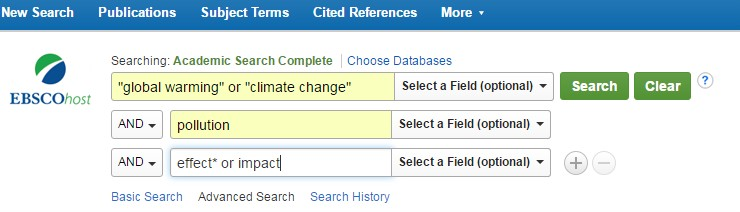 New Search Publications Subject Terms Cited References More
Searching: Academic Search Complete Choose Databases
EBSCOhost
"global warming" or "climate change" Select a Field (optional) Search Clear ?
AND pollution Select a Field (optional)
AND effect* or impact Select a Field (optional) + −
Basic Search Advanced Search Search History